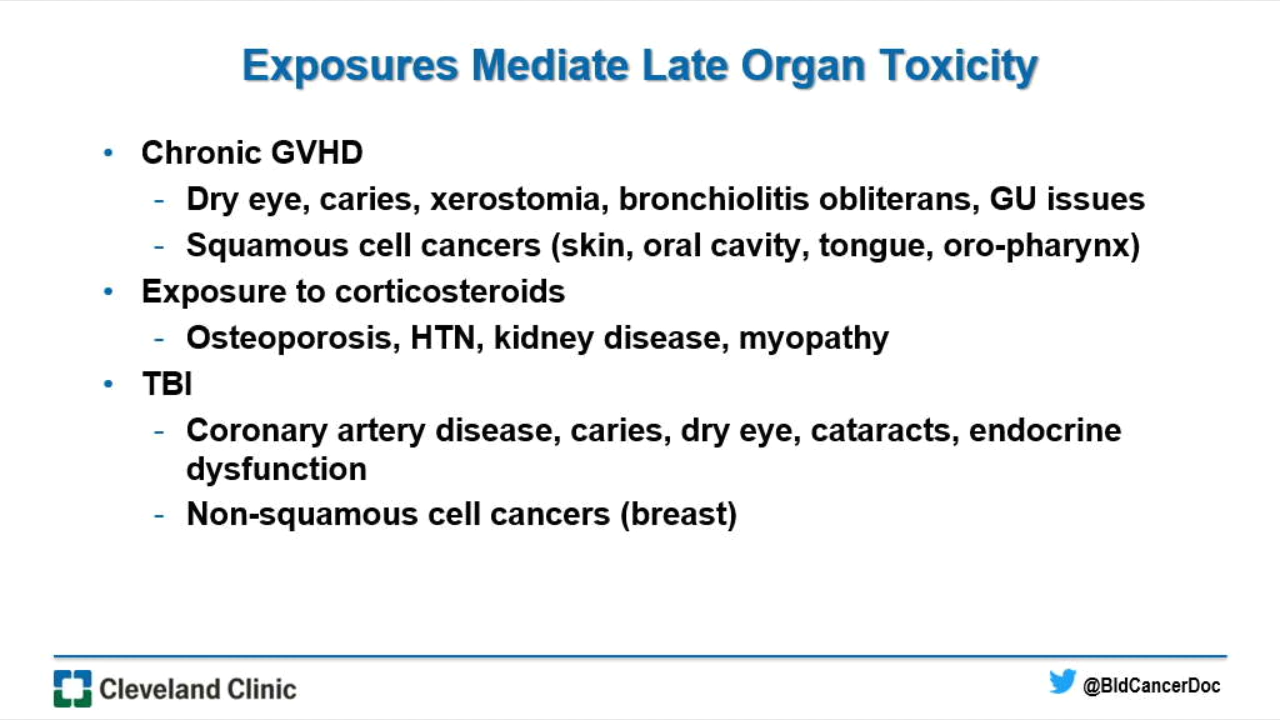 Exposures Mediate Late Organ Toxicity
• Chronic GVHD
- Dry eye, caries, xerostomia, bronchiolitis obliterans, GU issues
- Squamous cell cancers (skin, oral cavity, tongue, oro-pharynx)
• Exposure to corticosteroids
- Osteoporosis, HTN, kidney disease, myopathy
• TBI
- Coronary artery disease, caries, dry eye, cataracts, endocrine
dysfunction
- Non-squamous cell cancers (breast)
Cleveland Clinic
@BldCancerDoc